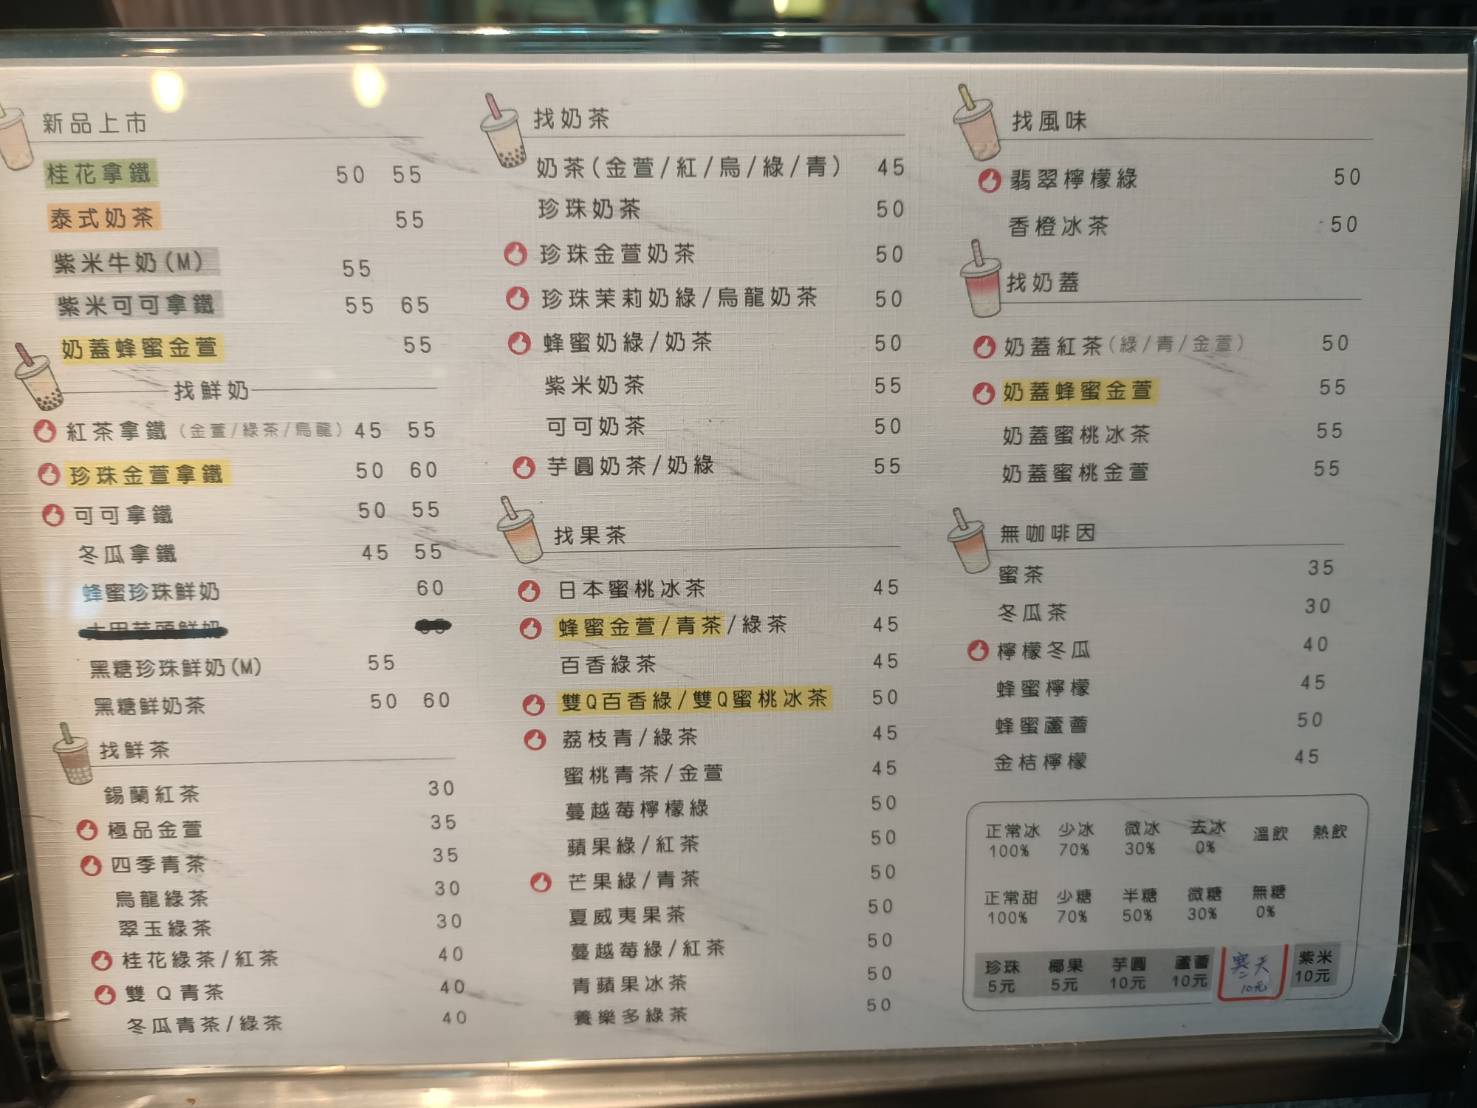 新品上市
桂花拿鐵 50 55
泰式奶茶 55
紫米牛奶(M) 55
紫米可可拿鐵 55 65
奶蓋蜂蜜金萱 55
找鮮奶
紅茶拿鐵(金萱/綠茶/烏龍) 45 55
珍珠金萱拿鐵 50 60
可可拿鐵 50 55
冬瓜拿鐵 45 55
蜂蜜珍珠鮮奶 60
黑糖珍珠鮮奶(M) 55
黑糖鮮奶茶 50 60
找鮮茶
錫蘭紅茶 30
極品金萱 35
四季青茶 35
烏龍綠茶 30
翠玉綠茶 30
桂花綠茶/紅茶 40
雙Q青茶 40
冬瓜青茶/綠茶 40
找奶茶
奶茶(金萱/紅/烏/綠/青) 45
珍珠奶茶 50
珍珠金萱奶茶 50
珍珠茉莉奶綠/烏龍奶茶 50
蜂蜜奶綠/奶茶 50
紫米奶茶 55
可可奶茶 50
芋圓奶茶/奶綠 55
找果茶
日本蜜桃冰茶 45
蜂蜜金萱/青茶/綠茶 45
百香綠茶 45
雙Q百香綠/雙Q蜜桃冰茶 50
荔枝青/綠茶 45
蜜桃青茶/金萱 45
蔓越莓檸檬綠 50
蘋果綠/紅茶 50
芒果綠/青茶 50
夏威夷果茶 50
蔓越莓綠/紅茶 50
青蘋果冰茶 50
養樂多綠茶 50
找風味
翡翠檸檬綠 50
香橙冰茶 50
找奶蓋
奶蓋紅茶(綠/青/金萱) 50
奶蓋蜂蜜金萱 55
奶蓋蜜桃冰茶 55
奶蓋蜜桃金萱 55
無咖啡因
蜜茶 35
冬瓜茶 30
檸檬冬瓜 40
蜂蜜檸檬 45
蜂蜜蘆薈 50
金桔檸檬 45
正常冰 少冰 微冰 去冰 溫飲 熱飲
100% 70% 30% 0%
正常甜 少糖 半糖 微糖 無糖
100% 70% 50% 30% 0%
珍珠 椰果 芋圓 蘆薈 寒天 紫米
5元 5元 10元 10元 10元 10元